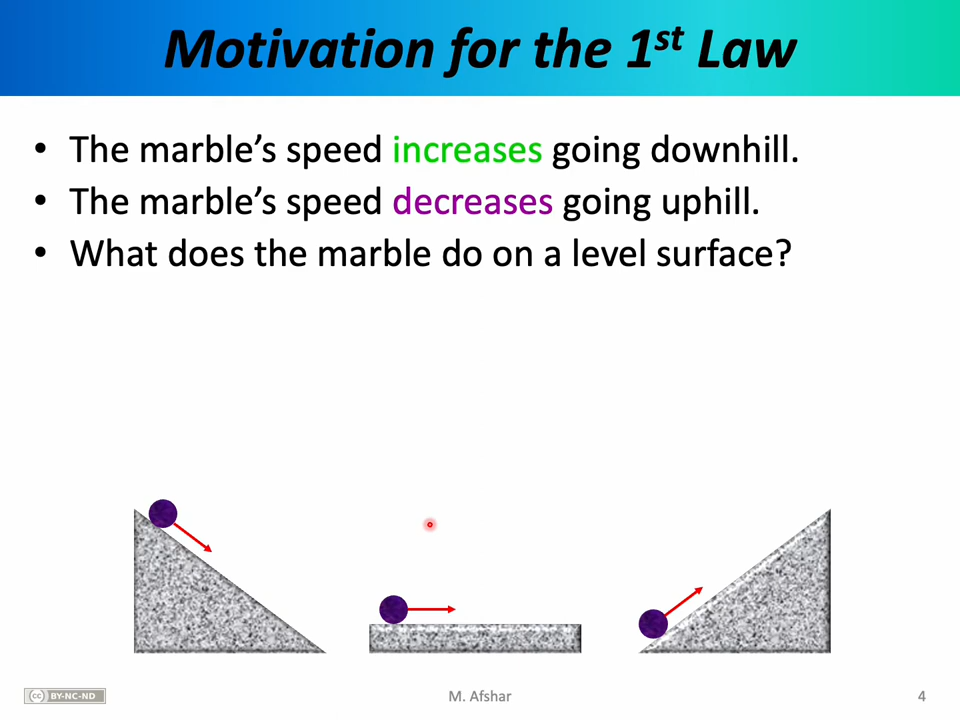 Motivation for the 1st Law
• The marble’s speed increases going downhill.
• The marble’s speed decreases going uphill.
• What does the marble do on a level surface?
cc BY-NC-ND
M. Afshar
4